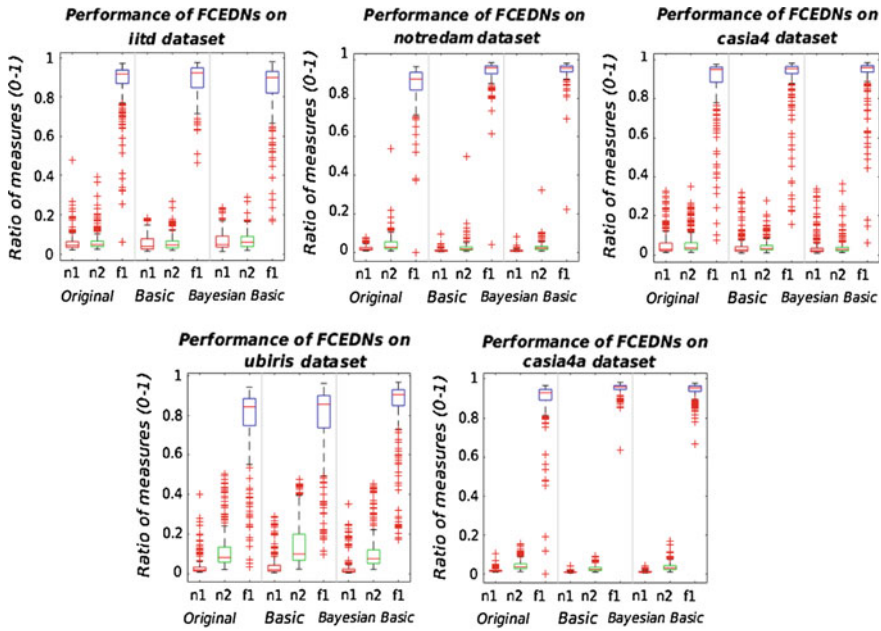 Performance of FCEDNs on
iitd dataset
Ratio of measures (0-1)
1
0.8
0.6
0.4
0.2
0
n1 n2 f1 n1 n2 f1 n1 n2 f1
Original Basic Bayesian Basic
Performance of FCEDNs on
notredam dataset
Ratio of measures (0-1)
1
0.8
0.6
0.4
0.2
0
n1 n2 f1 n1 n2 f1 n1 n2 f1
Original Basic Bayesian Basic
Performance of FCEDNs on
casia4 dataset
Ratio of measures (0-1)
1
0.8
0.6
0.4
0.2
0
n1 n2 f1 n1 n2 f1 n1 n2 f1
Original Basic Bayesian Basic
Performance of FCEDNs on
ubiris dataset
Ratio of measures (0-1)
1
0.8
0.6
0.4
0.2
0
n1 n2 f1 n1 n2 f1 n1 n2 f1
Original Basic Bayesian Basic
Performance of FCEDNs on
casia4a dataset
Ratio of measures (0-1)
1
0.8
0.6
0.4
0.2
0
n1 n2 f1 n1 n2 f1 n1 n2 f1
Original Basic Bayesian Basic